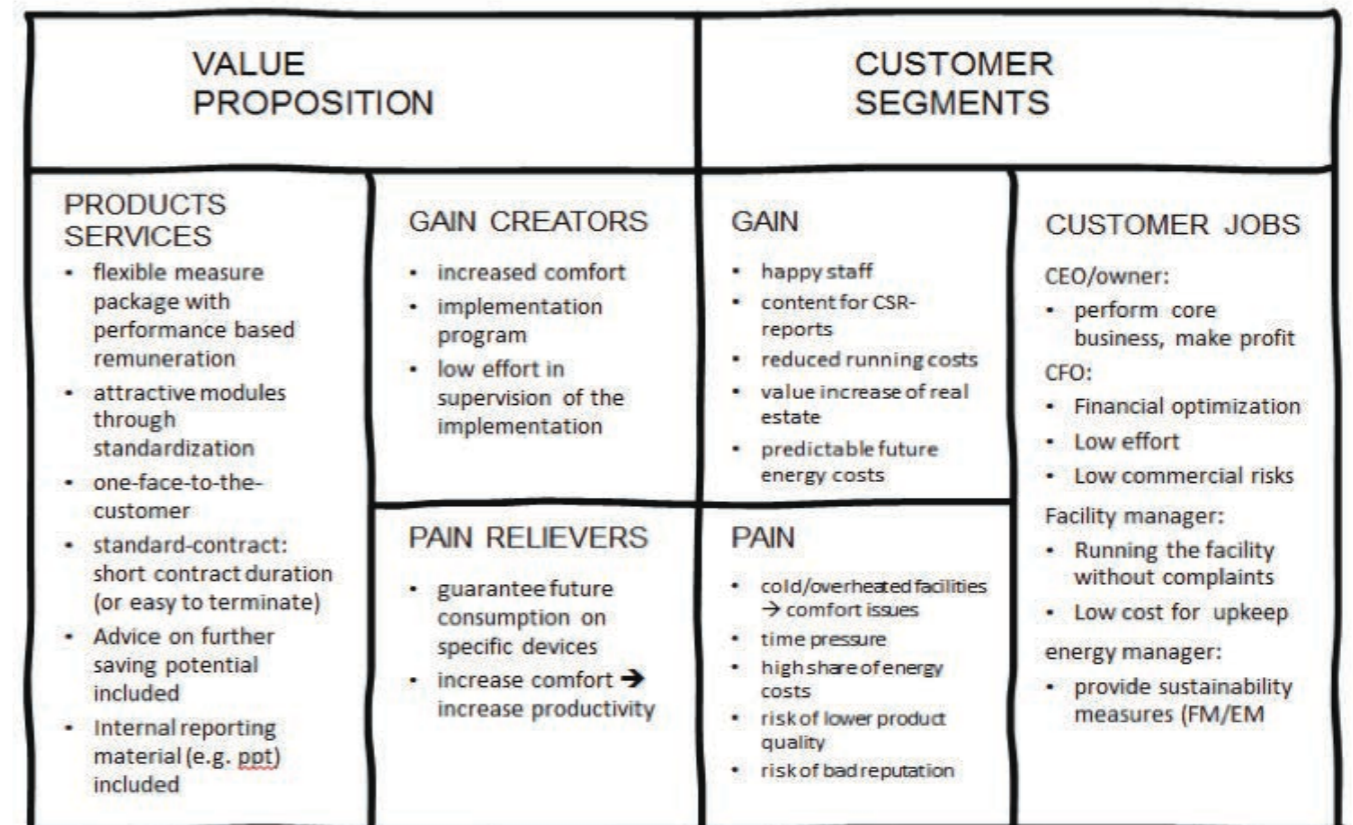 VALUE
PROPOSITION
CUSTOMER
SEGMENTS
PRODUCTS
SERVICES
• flexible measure
package with
performance based
remuneration
• attractive modules
through
standardization
• one-face-to-the-
customer
• standard-contract:
short contract duration
(or easy to terminate)
• Advice on further
saving potential
included
• Internal reporting
material (e.g. ppt)
included
GAIN CREATORS
• increased comfort
• implementation
program
• low effort in
supervision of the
implementation
PAIN RELIEVERS
• guarantee future
consumption on
specific devices
• increase comfort ➔
increase productivity
GAIN
• happy staff
• content for CSR-
reports
• reduced running costs
• value increase of real
estate
• predictable future
energy costs
PAIN
• cold/overheated facilities
→ comfort issues
• time pressure
• high share of energy
costs
• risk of lower product
quality
• risk of bad reputation
CUSTOMER JOBS
CEO/owner:
• perform core
business, make profit
CFO:
• Financial optimization
• Low effort
• Low commercial risks
Facility manager:
• Running the facility
without complaints
• Low cost for upkeep
energy manager:
• provide sustainability
measures (FM/EM